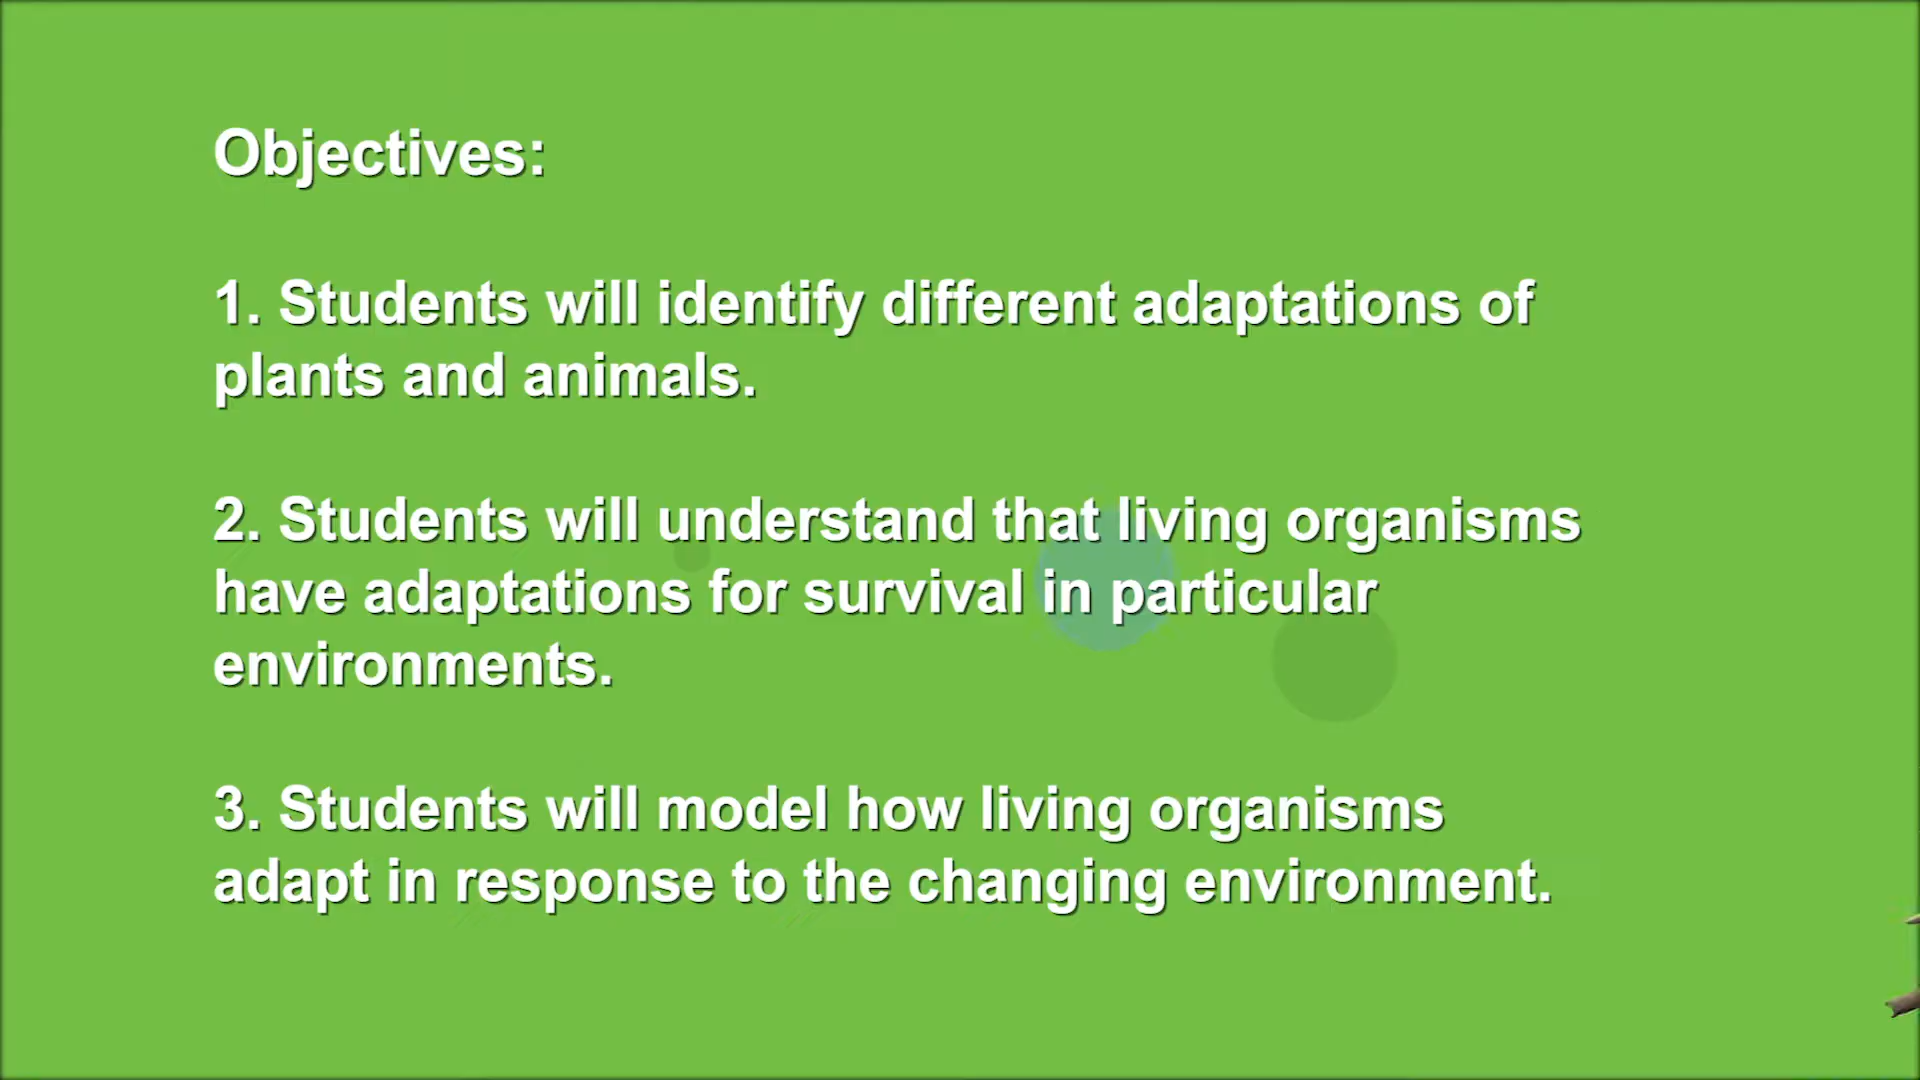 Objectives:
1. Students will identify different adaptations of
plants and animals.
2. Students will understand that living organisms
have adaptations for survival in particular
environments.
3. Students will model how living organisms
adapt in response to the changing environment.